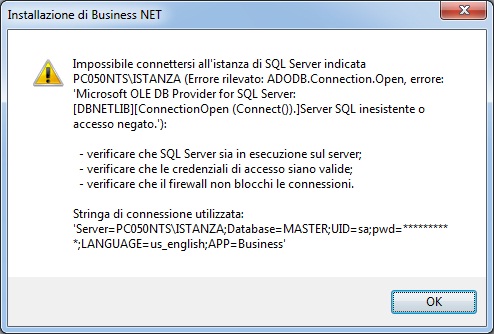 Installazione di Business NET
Impossibile connettersi all'istanza di SQL Server indicata
PC050NTS\ISTANZA (Errore rilevato: ADODB.Connection.Open, errore:
'Microsoft OLE DB Provider for SQL Server:
[DBNETLIB][ConnectionOpen (Connect()).]Server SQL inesistente o
accesso negato.'):
- verificare che SQL Server sia in esecuzione sul server;
- verificare che le credenziali di accesso siano valide;
- verificare che il firewall non blocchi le connessioni.
Stringa di connessione utilizzata:
'Server=PC050NTS\ISTANZA;Database=MASTER;UID=sa;pwd=*********
*;LANGUAGE=us_english;APP=Business'
OK